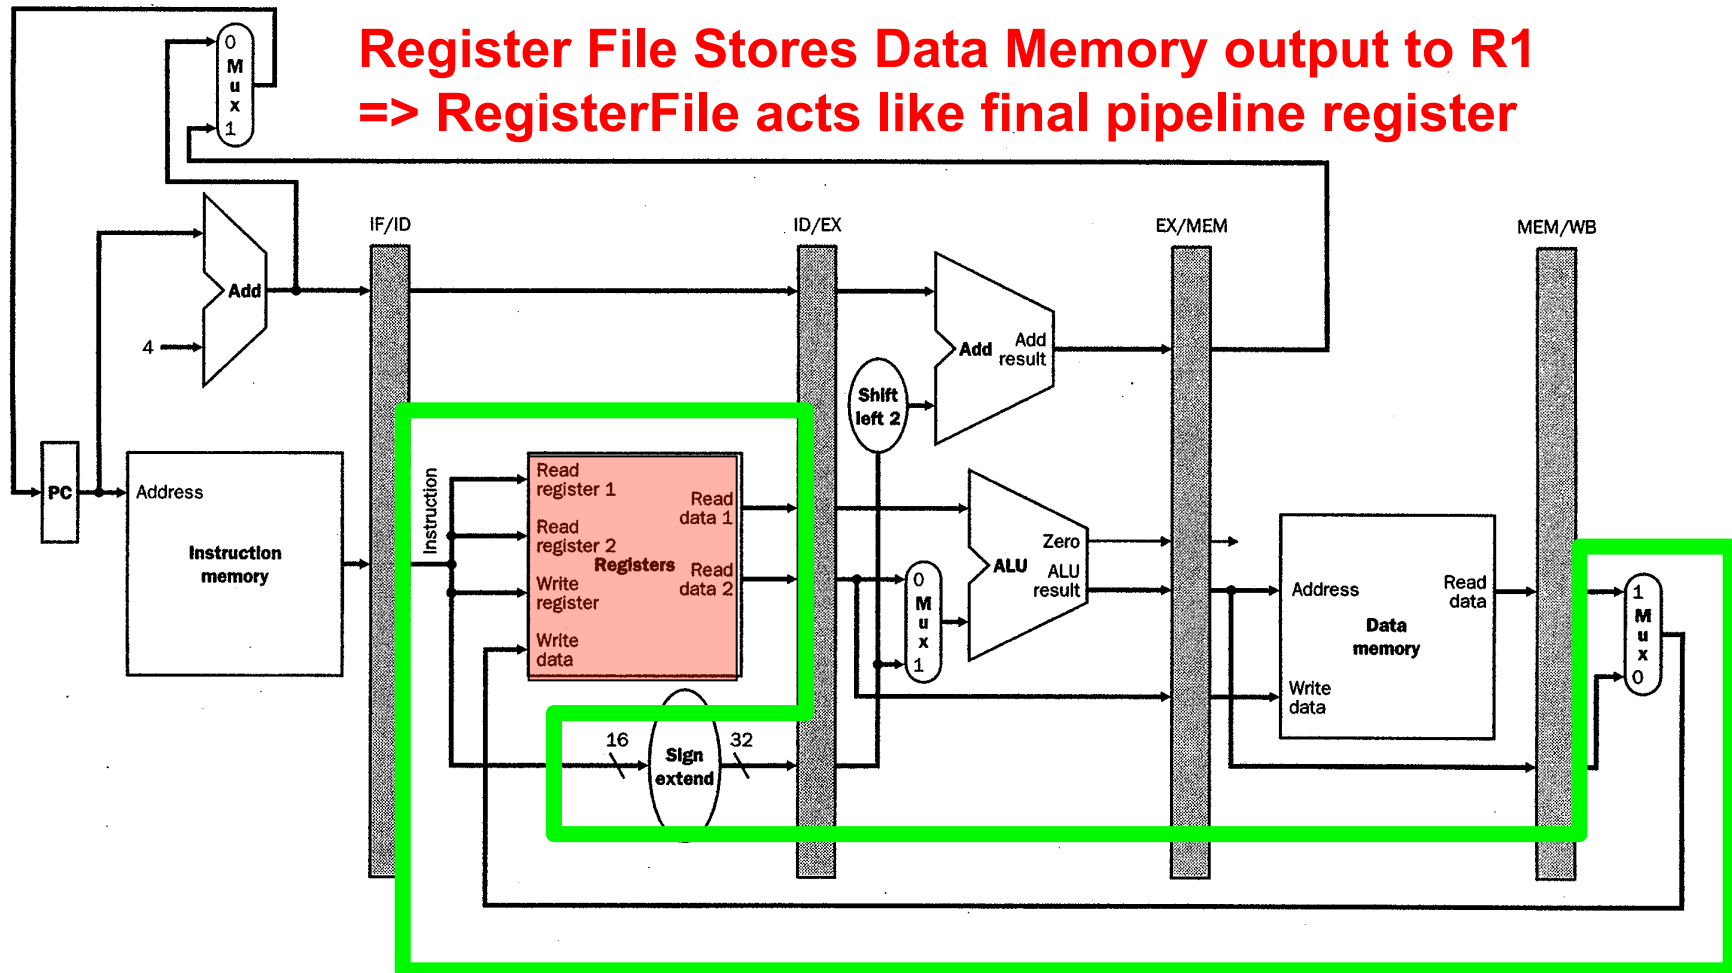 Register File Stores Data Memory output to R1
=> RegisterFile acts like final pipeline register
0
M
u
x
1
IF/ID
ID/EX
EX/MEM
MEM/WB
Add
4
Add
Add
result
Shift
left 2
PC
Address
Instruction
memory
Instruction
Read
register 1
Read
register 2
Write
register
Write
data
Registers
Read
data 1
Read
data 2
0
M
u
x
1
Zero
ALU
ALU
result
Address
Read
data
Data
memory
Write
data
1
M
u
x
0
16
Sign
extend
32